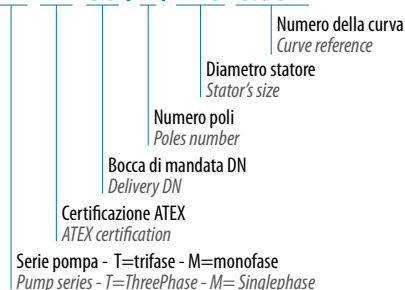 Numero della curva
Curve reference
Diametro statore
Stator's size
Numero poli
Poles number
Bocca di mandata DN
Delivery DN
Certificazione ATEX
ATEX certification
Serie pompa - T=trifase - M=monofase
Pump series - T=ThreePhase - M= Singlephase